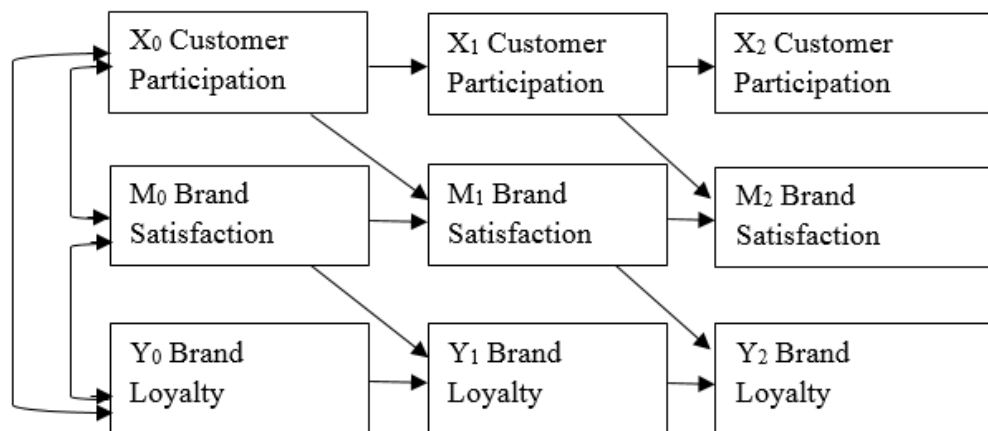 X₀ Customer
Participation
X₁ Customer
Participation
X₂ Customer
Participation
M₀ Brand
Satisfaction
M₁ Brand
Satisfaction
M₂ Brand
Satisfaction
Y₀ Brand
Loyalty
Y₁ Brand
Loyalty
Y₂ Brand
Loyalty